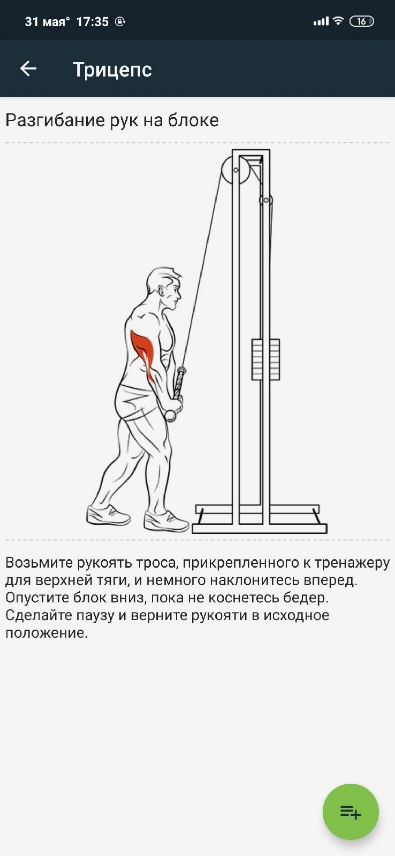 31 мая° 17:35
16
Трицепс
Разгибание рук на блоке
Возьмите рукоять троса, прикрепленного к тренажеру
для верхней тяги, и немного наклонитесь вперед.
Опустите блок вниз, пока не коснетесь бедер.
Сделайте паузу и верните рукояти в исходное
положение.